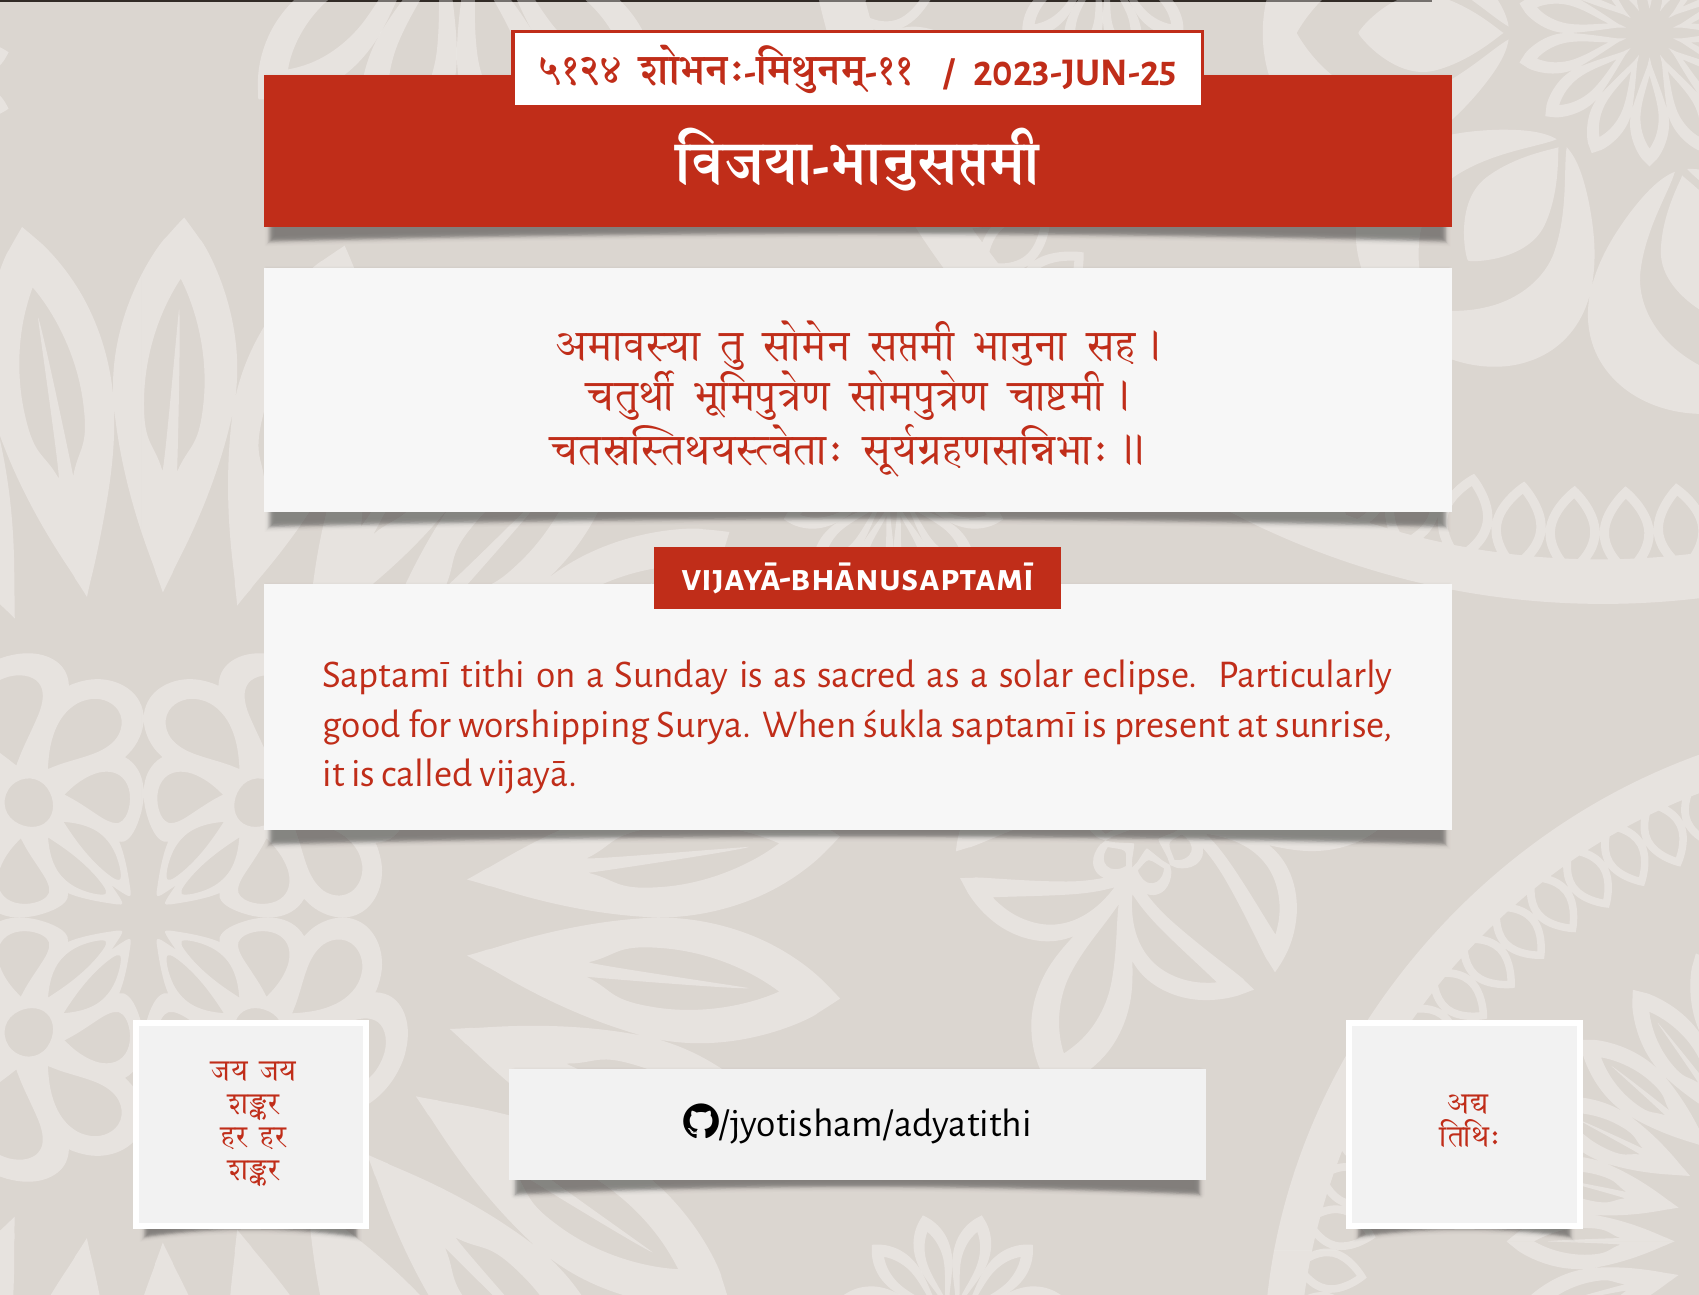 ५१२४ शोभनः-मिथुनम्-११ / 2023-JUN-25
विजया-भानुसप्तमी
अमावस्या तु सोमेन सप्तमी भानुना सह ।
चतुर्थी भूमिपुत्रेण सोमपुत्रेण चाष्टमी ।
चतस्रस्तिथयस्त्वेताः सूर्यग्रहणसन्निभाः ॥
VIJAYĀ-BHĀNUSAPTAMĪ
Saptamī tithi on a Sunday is as sacred as a solar eclipse. Particularly
good for worshipping Surya. When śukla saptamī is present at sunrise,
it is called vijayā.
जय जय
शङ्कर
हर हर
शङ्कर
/jyotisham/adyatithi
अद्य
तिथिः